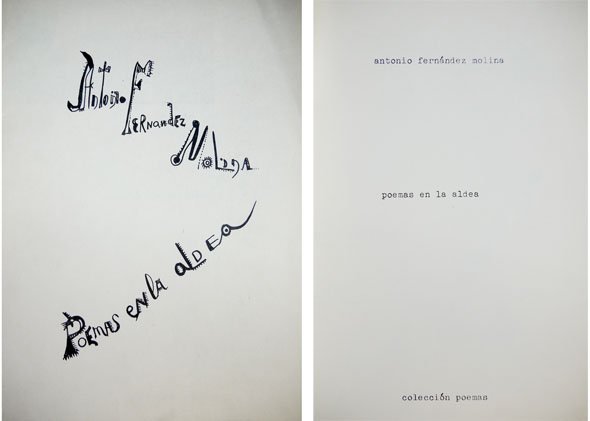 Antonio
Fernandez
Molina
Poemas en la aldea
antonio fernández molina
poemas en la aldea
colección poemas